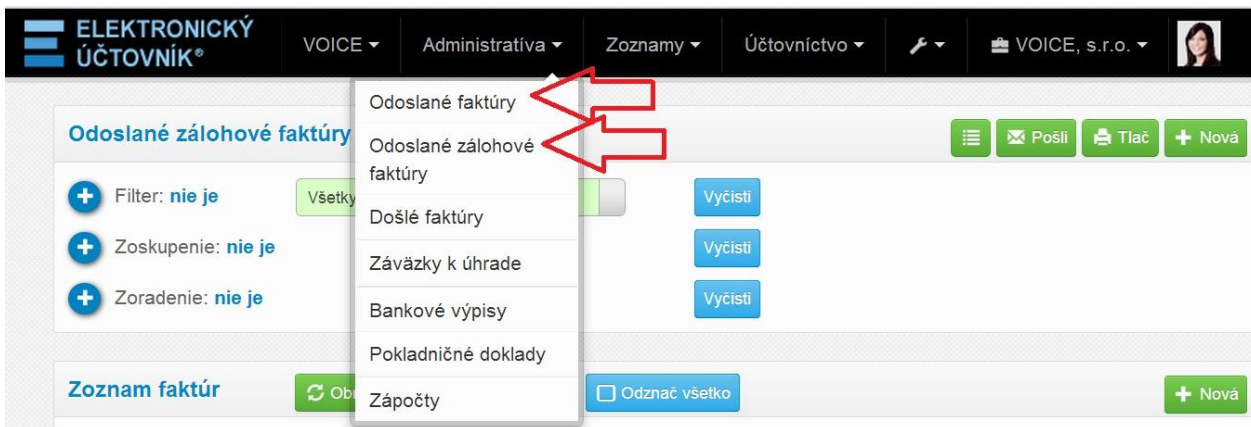 ELEKTRONICKÝ
ÚČTOVNÍK®
VOICE
Administratíva
Zoznamy
Účtovníctvo
VOICE, s.r.o.
Odoslané faktúry
Odoslané zálohové
faktúry
Došlé faktúry
Záväzky k úhrade
Bankové výpisy
Pokladničné doklady
Zápočty
Odoslané zálohové faktúry
Pošli
Tlač
Nová
Filter: nie je
Vyčisti
Zoskupenie: nie je
Vyčisti
Zoradenie: nie je
Vyčisti
Zoznam faktúr
Odznač všetko
Nová